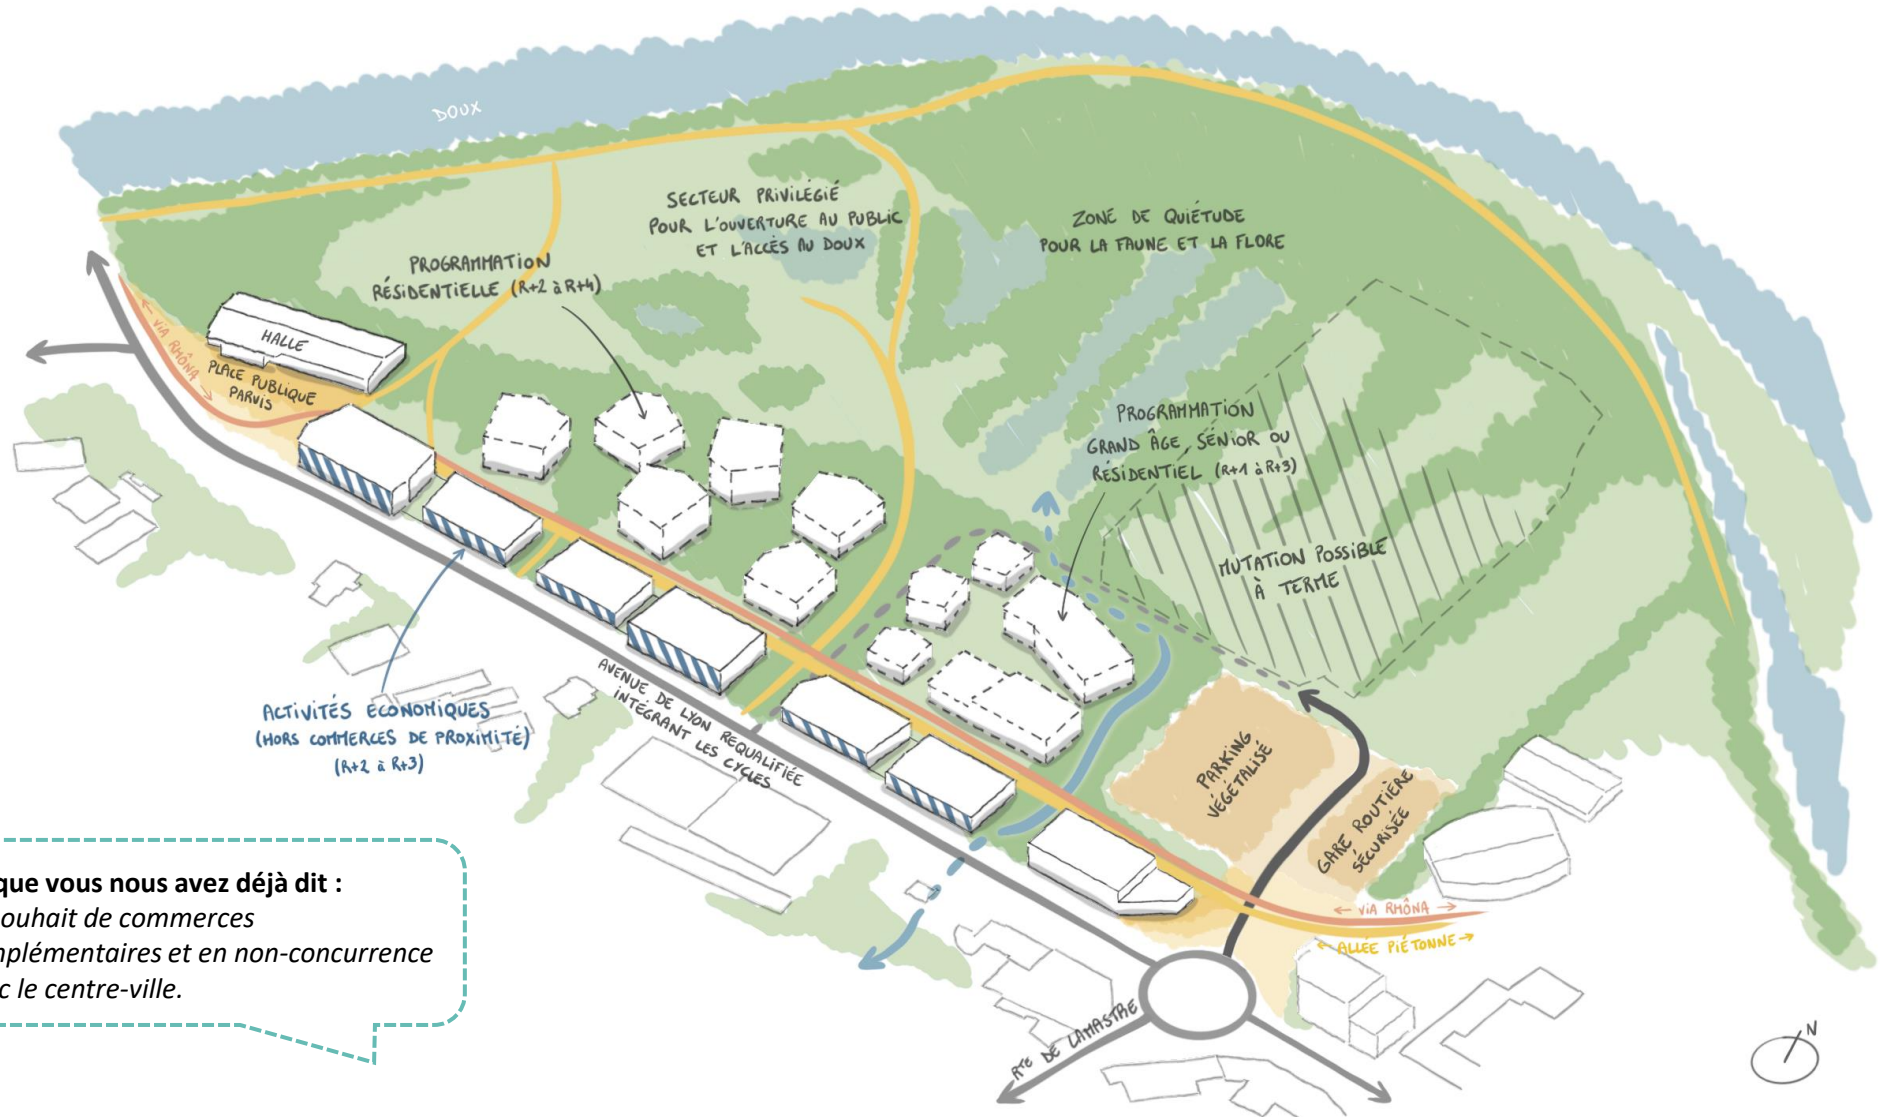 DOUX
SECTEUR PRIVILÉGIÉ
POUR L'OUVERTURE AU PUBLIC
ET L'ACCÈS AU DOUX
ZONE DE QUIÉTUDE
POUR LA FAUNE ET LA FLORE
PROGRAMMATION
RÉSIDENTIELLE (R+2 à R+4)
← VIA RHÔNA →
HALLE
PLACE PUBLIQUE
PARVIS
PROGRAMMATION
GRAND ÂGE, SÉNIOR OU
RÉSIDENTIEL (R+1 à R+3)
MUTATION POSSIBLE
À TERME
ACTIVITÉS ÉCONOMIQUES
(HORS COMMERCES DE PROXIMITÉ)
(R+2 à R+3)
AVENUE DE LYON REQUALIFIÉE
INTÉGRANT LES CYCLES
PARKING
VÉGÉTALISÉ
GARE ROUTIÈRE
SÉCURISÉE
← VIA RHÔNA →
← ALLÉE PIÉTONNE →
RTE DE LAMASTRE
N
que vous nous avez déjà dit :
ouhait de commerces
mplémentaires et en non-concurrence
c le centre-ville.